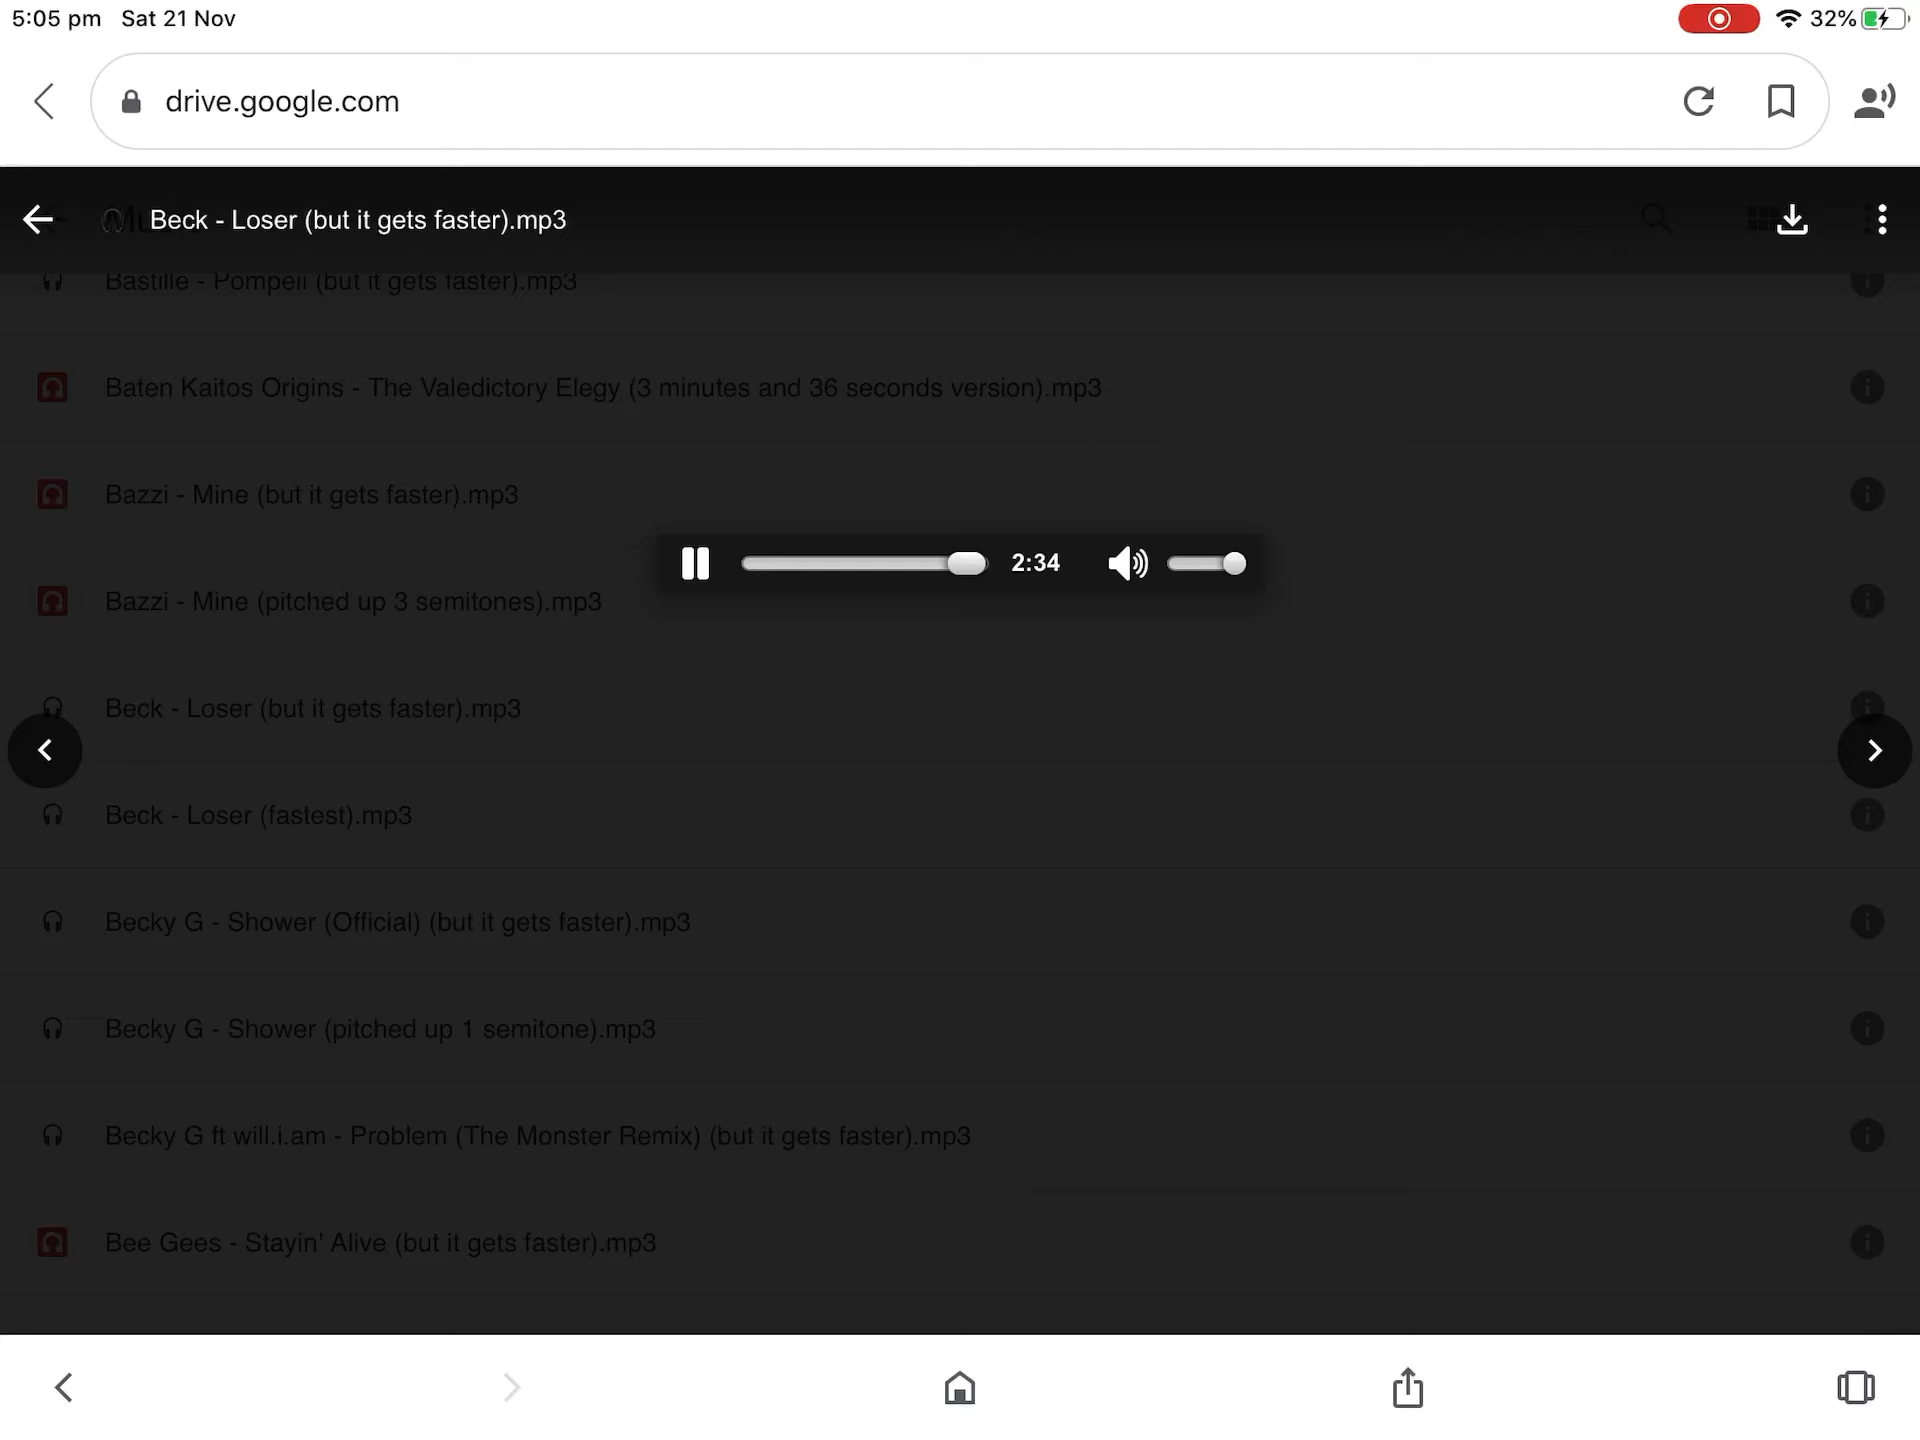 5:05 pm Sat 21 Nov 32%
drive.google.com
Beck - Loser (but it gets faster).mp3
Bastille - Pompeii (but it gets faster).mp3
Baten Kaitos Origins - The Valedictory Elegy (3 minutes and 36 seconds version).mp3
Bazzi - Mine (but it gets faster).mp3
2:34
Bazzi - Mine (pitched up 3 semitones).mp3
Beck - Loser (but it gets faster).mp3
Beck - Loser (fastest).mp3
Becky G - Shower (Official) (but it gets faster).mp3
Becky G - Shower (pitched up 1 semitone).mp3
Becky G ft will.i.am - Problem (The Monster Remix) (but it gets faster).mp3
Bee Gees - Stayin' Alive (but it gets faster).mp3